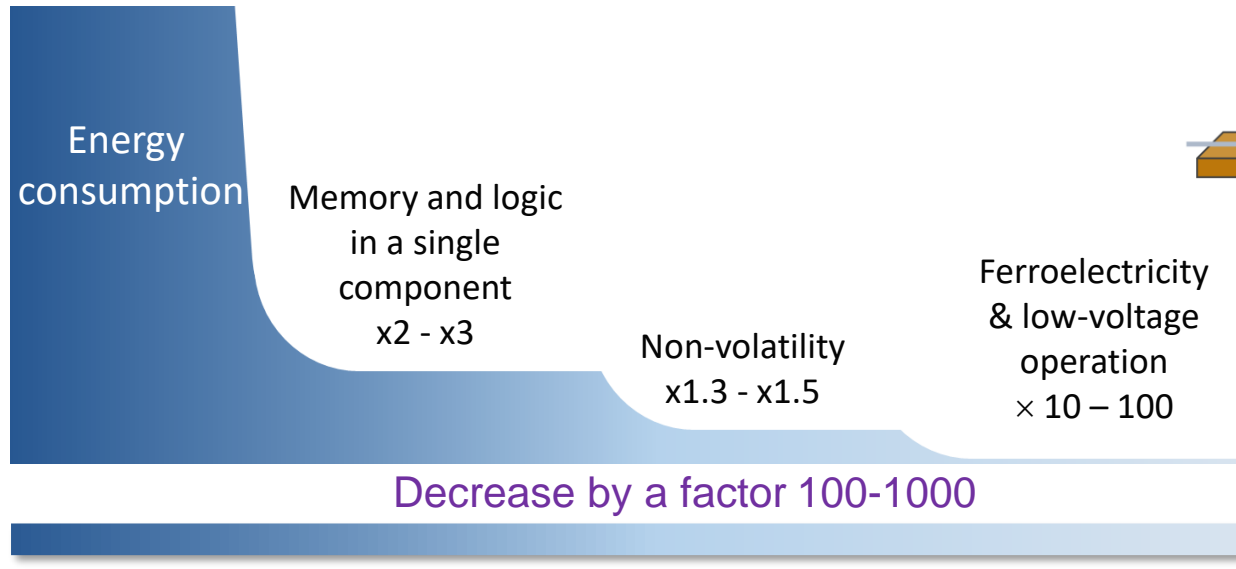 Energy
consumption
Memory and logic
in a single
component
x2 - x3
Non-volatility
x1.3 - x1.5
Ferroelectricity
& low-voltage
operation
× 10 – 100
Decrease by a factor 100-1000